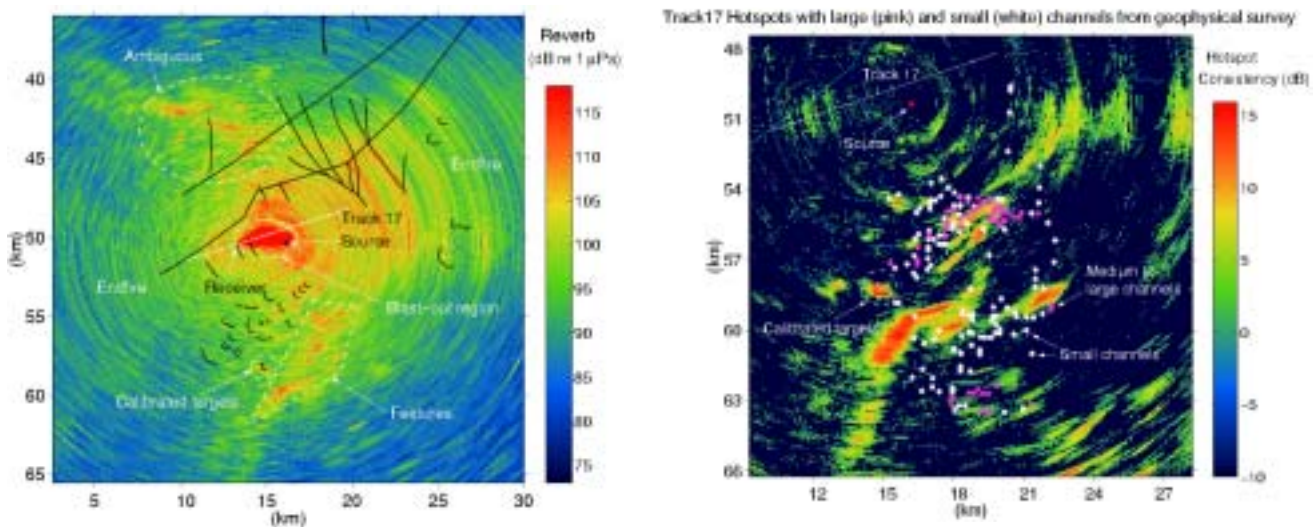 Track17 Hotspots with large (pink) and small (white) channels from geophysical survey
Reverb
(dB re 1 μPa)
Ambiguous
Endfire
Track 17
Source
Endfire
Receiver
Blast-out region
Calibrated targets
Features
40
45
50
55
60
65
(km)
5
10
15
20
25
30
(km)
115
110
105
100
95
90
85
80
75
Hotspot
Consistency (dB)
Track 17
Source
Medium to
large channels
Calibrated targets
Small channels
48
51
54
57
60
63
66
(km)
12
15
18
21
24
27
(km)
15
10
5
0
-5
-10